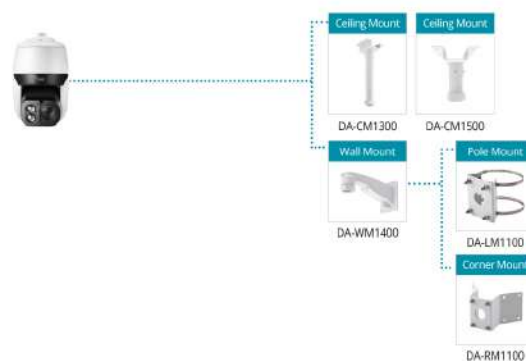 Ceiling Mount
Ceiling Mount
DA-CM1300
DA-CM1500
Wall Mount
Pole Mount
DA-WM1400
DA-LM1100
Corner Mount
DA-RM1100